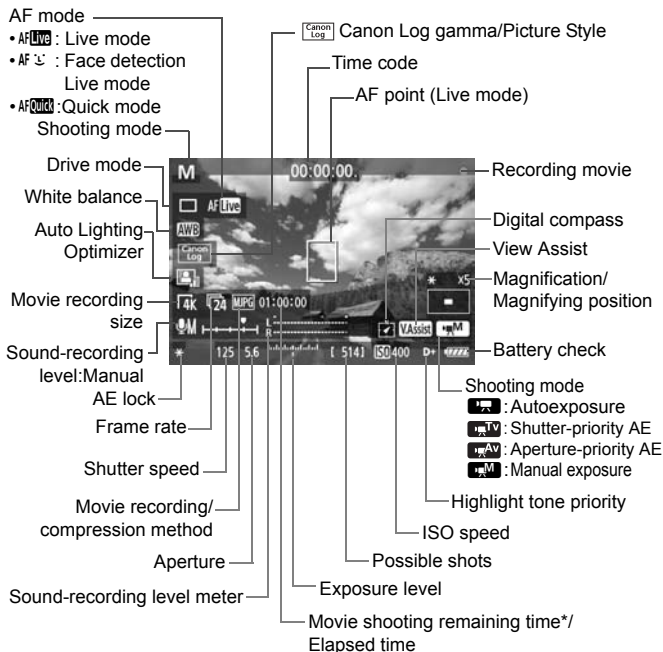 AF mode
• AF Live : Live mode
• AF : Face detection
Live mode
• AF Quick :Quick mode
Shooting mode
Drive mode
White balance
Auto Lighting
Optimizer
Movie recording
size
Sound-recording
level:Manual
AE lock
Frame rate
Shutter speed
Movie recording/
compression method
Aperture
Sound-recording level meter
Canon Log Canon Log gamma/Picture Style
Time code
AF point (Live mode)
M 00:00:00.
AF Live
AWB
Canon
Log
* X5
4K 24 MJPG 01:00:00
M L
R
V.Assist M
* 125 5.6 [ 514] ISO 400 D+
Recording movie
Digital compass
View Assist
Magnification/
Magnifying position
Battery check
Shooting mode
: Autoexposure
Tv : Shutter-priority AE
Av : Aperture-priority AE
M : Manual exposure
Highlight tone priority
ISO speed
Possible shots
Exposure level
Movie shooting remaining time*/
Elapsed time